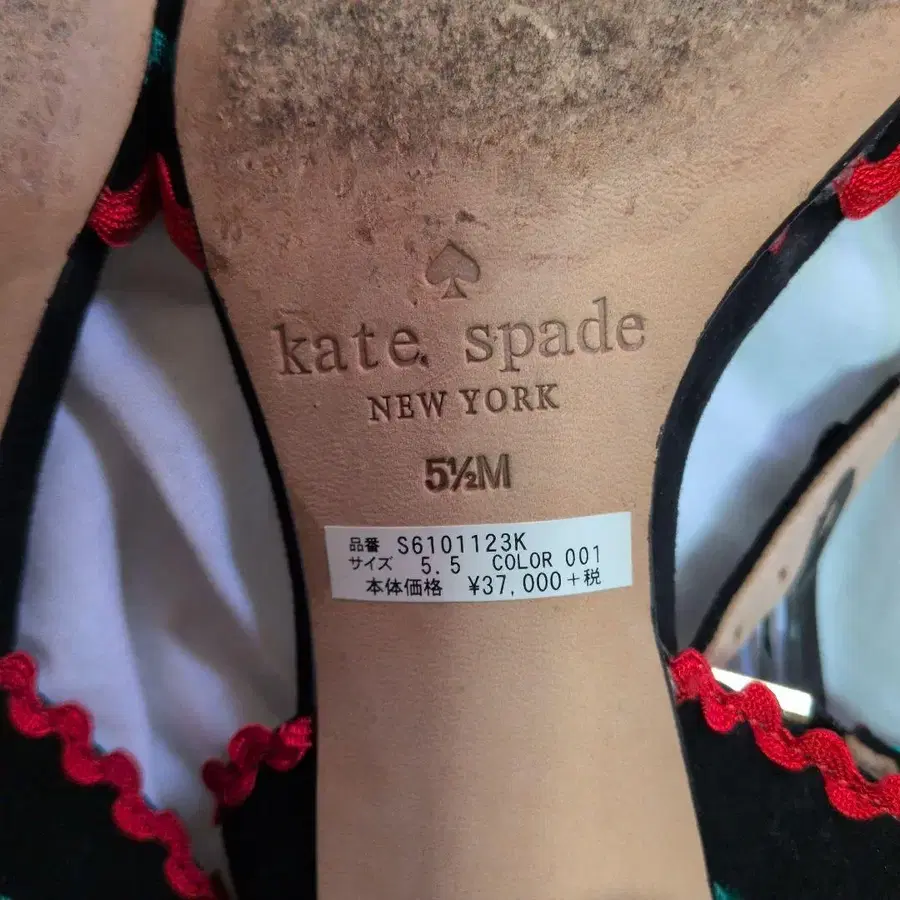 kate spade
NEW YORK
5½M
品番 S6101123K
サイズ 5.5 COLOR 001
本体価格 ¥37,000+税